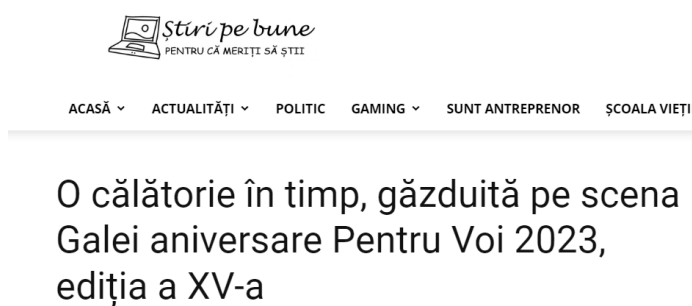 Știri pe bune
PENTRU CĂ MERIȚI SĂ ȘTII
ACASĂ ACTUALITĂȚI POLITIC GAMING SUNT ANTREPRENOR ȘCOALA VIEȚI
O călătorie în timp, găzduită pe scena
Galei aniversare Pentru Voi 2023,
ediția a XV-a